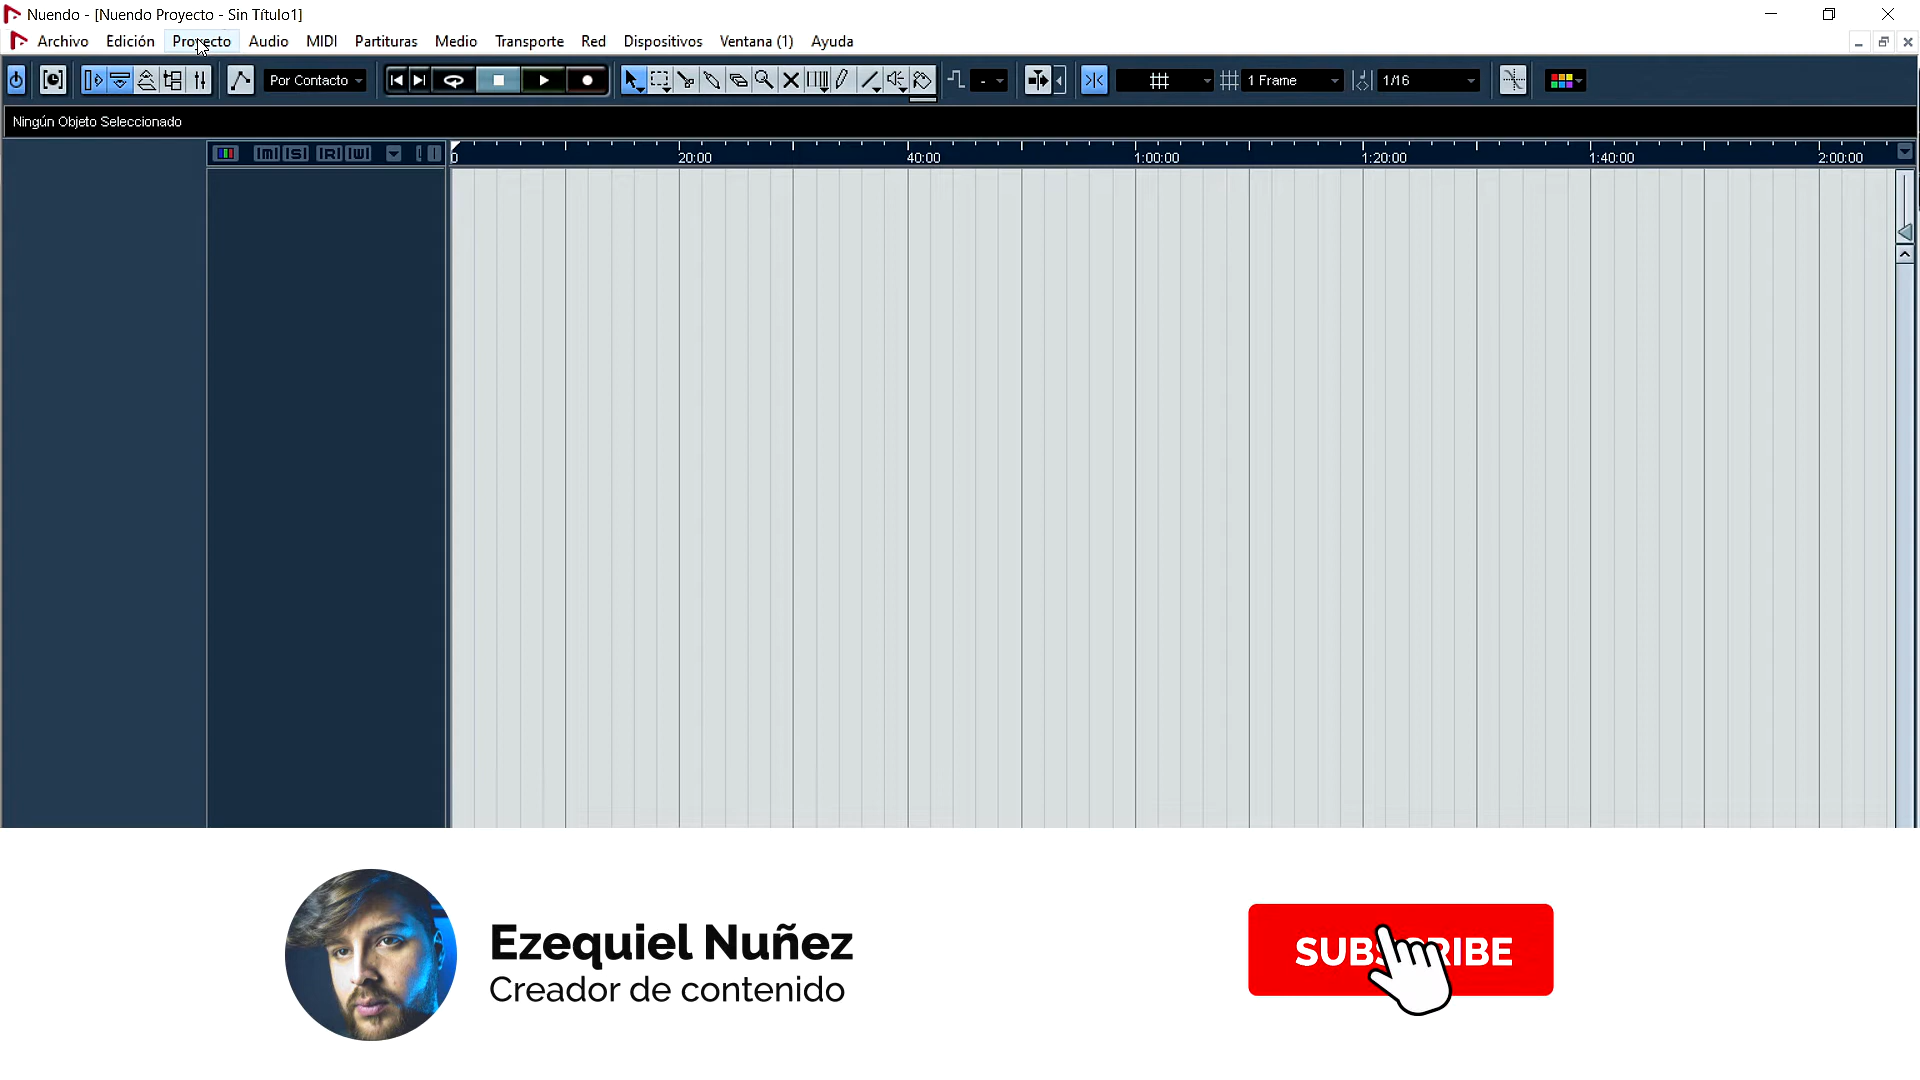 Nuendo - [Nuendo Proyecto - Sin Título1]
Archivo Edición Proyecto Audio MIDI Partituras Medio Transporte Red Dispositivos Ventana (1) Ayuda
Por Contacto - 1 Frame 1/16
Ningún Objeto Seleccionado
M S R W
0 20:00 40:00 1:00:00 1:20:00 1:40:00 2:00:00
Ezequiel Nuñez
Creador de contenido
SUBSCRIBE